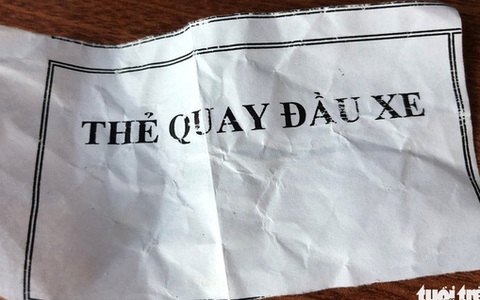 THẺ QUAY ĐẦU XE
tuổi trẻ